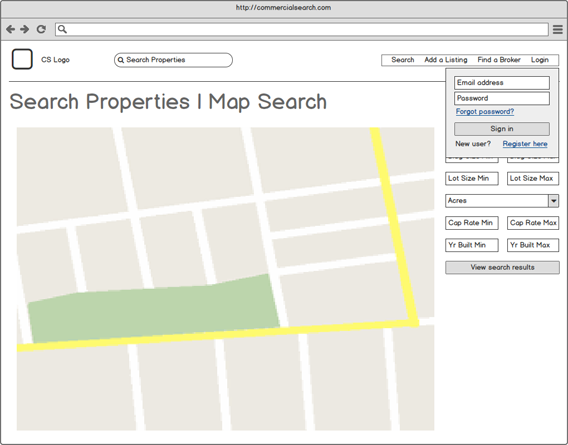 http://commercialsearch.com
CS Logo
Search Properties
Search Add a Listing Find a Broker Login
Email address
Password
Forgot password?
Sign in
New user? Register here
Search Properties | Map Search
Lot Size Min Lot Size Max
Acres
Cap Rate Min Cap Rate Max
Yr Built Min Yr Built Max
View search results